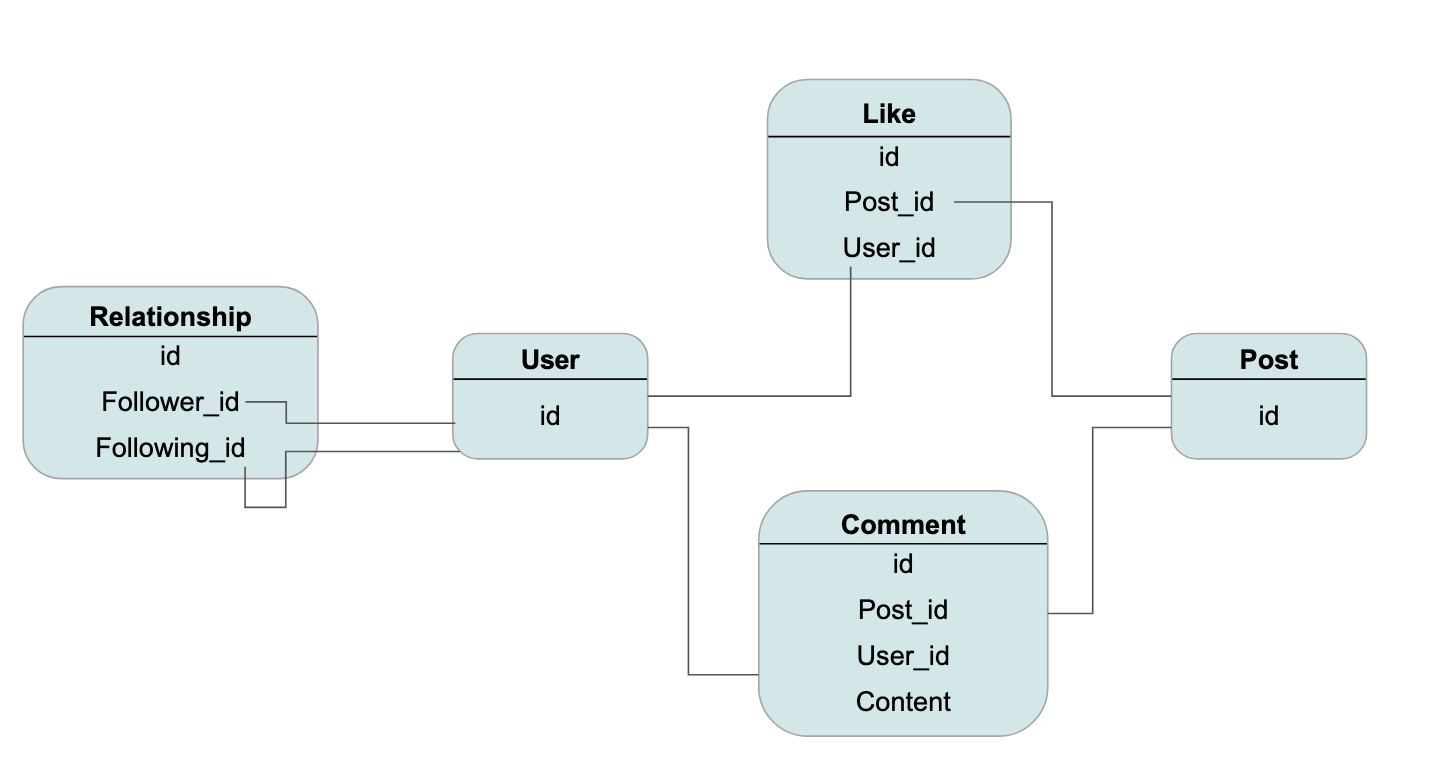 Relationship
id
Follower_id
Following_id
User
id
Like
id
Post_id
User_id
Comment
id
Post_id
User_id
Content
Post
id